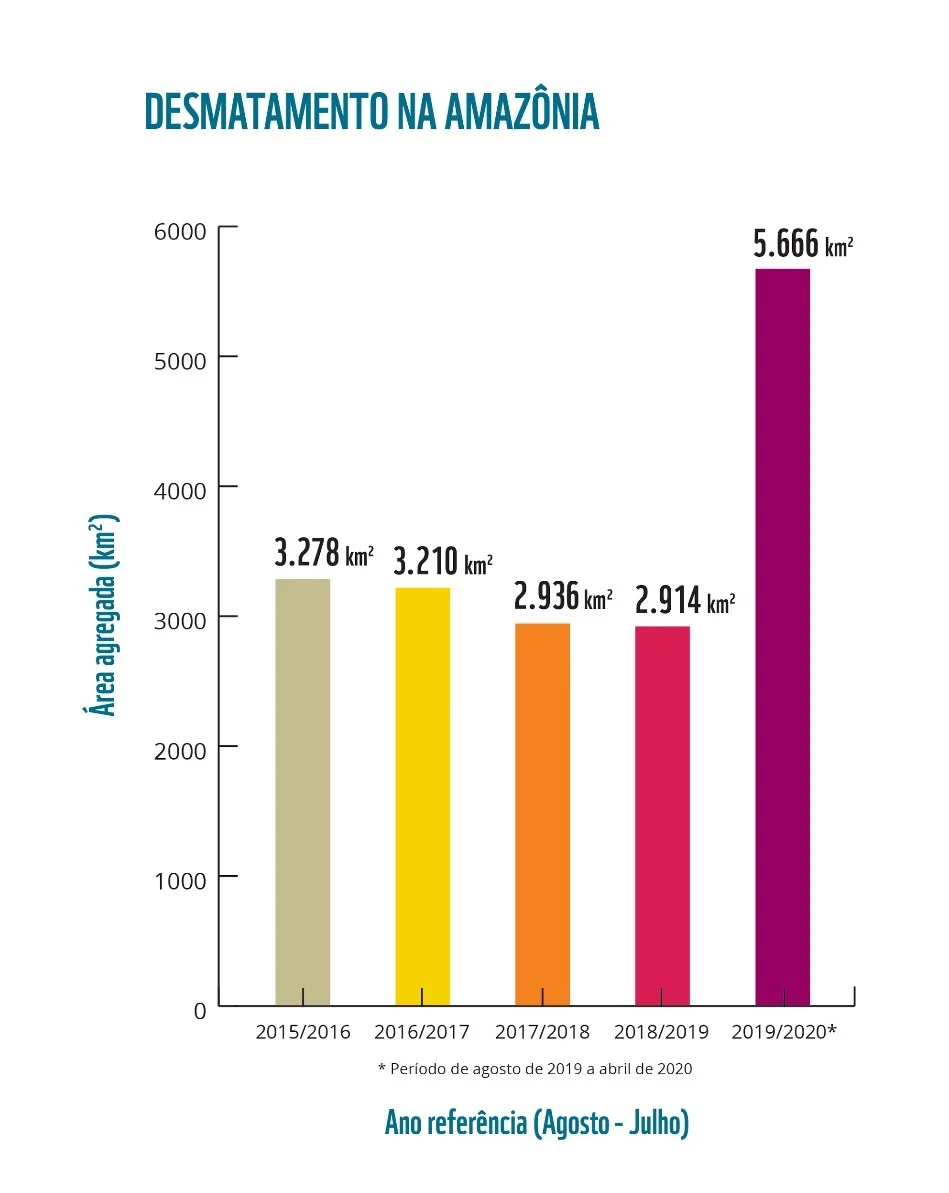 DESMATAMENTO NA AMAZÔNIA
6000
5.666 km²
5000
4000
3.278 km²
3.210 km²
2.936 km²
2.914 km²
3000
2000
1000
0
Área agregada (km²)
2015/2016 2016/2017 2017/2018 2018/2019 2019/2020*
* Período de agosto de 2019 a abril de 2020
Ano referência (Agosto - Julho)